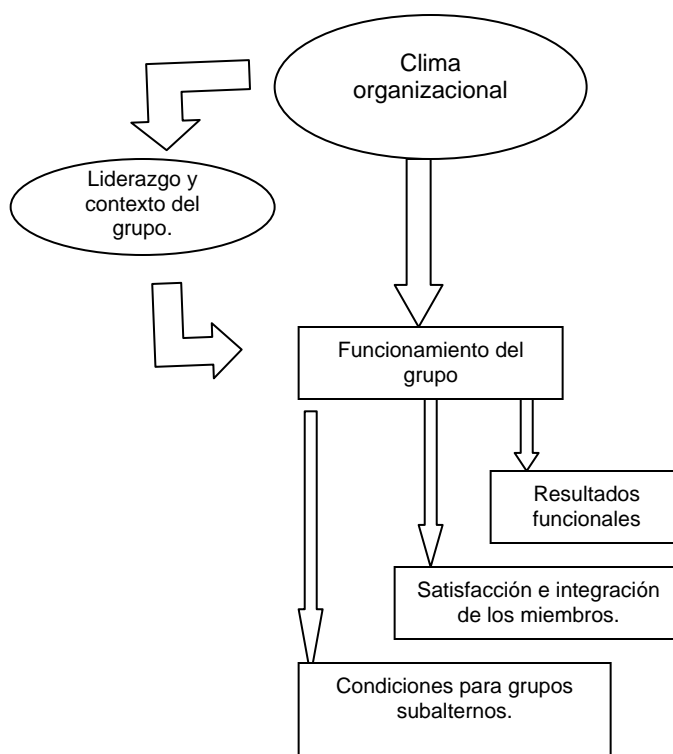 Clima
organizacional
Liderazgo y
contexto del
grupo.
Funcionamiento del
grupo
Resultados
funcionales
Satisfacción e integración
de los miembros.
Condiciones para grupos
subalternos.